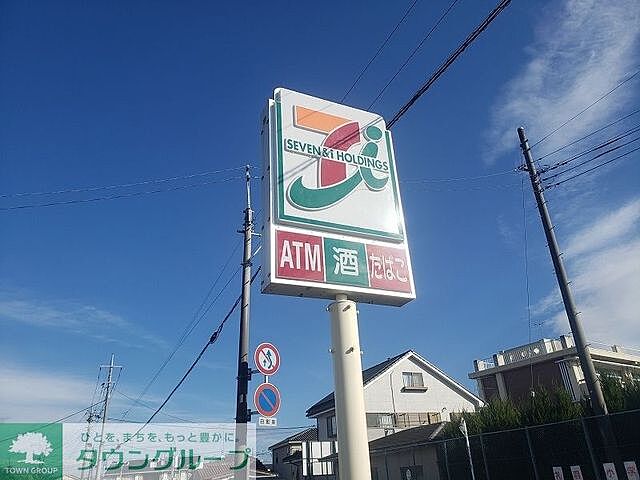 SEVEN&i HOLDINGS
ATM 酒 たばこ
ひとを、まちを、もっと豊かに。
タウングループ
TOWN GROUP